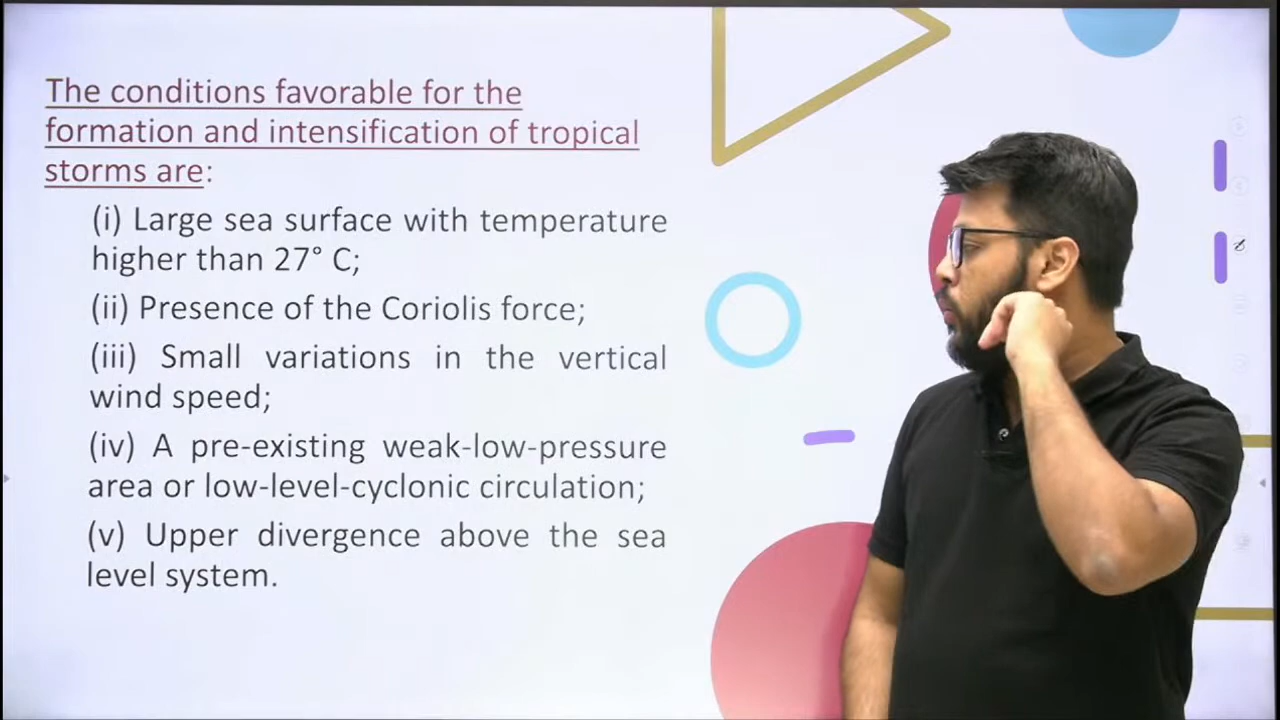 The conditions favorable for the
formation and intensification of tropical
storms are:
(i) Large sea surface with temperature
higher than 27° C;
(ii) Presence of the Coriolis force;
(iii) Small variations in the vertical
wind speed;
(iv) A pre-existing weak-low-pressure
area or low-level-cyclonic circulation;
(v) Upper divergence above the sea
level system.